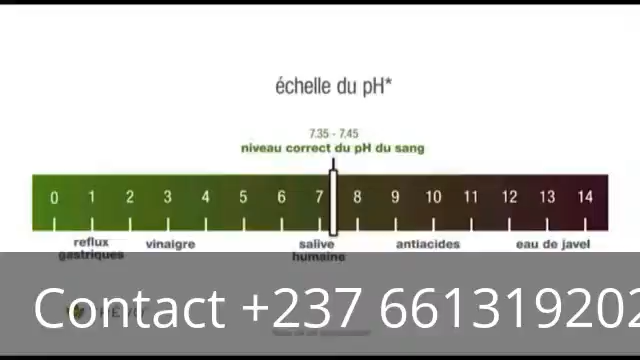 échelle du pH*
7.35 - 7.45
niveau correct du pH du sang
0 1 2 3 4 5 6 7 8 9 10 11 12 13 14
reflux gastriques
vinaigre
salive humaine
antiacides
eau de javel
Contact +237 661319202